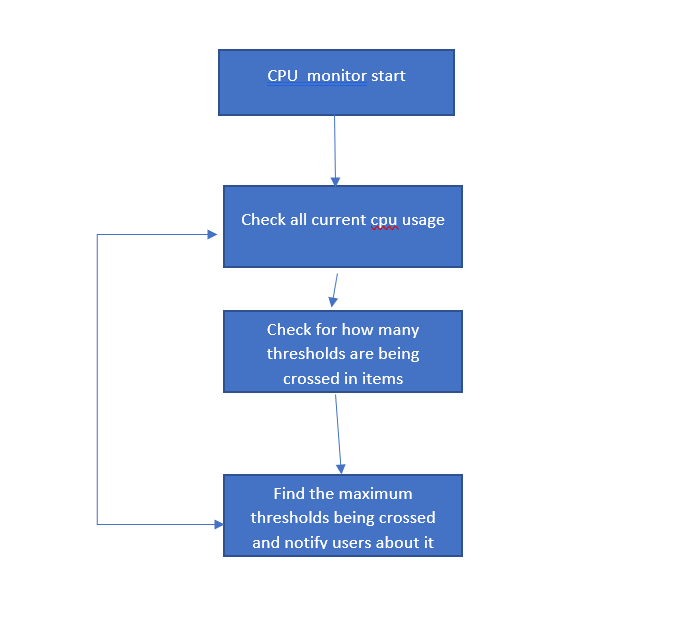 CPU  monitor start
Check all current cpu usage
Check for how many
thresholds are being
crossed in items
Find the maximum
thresholds being crossed
and notify users about it